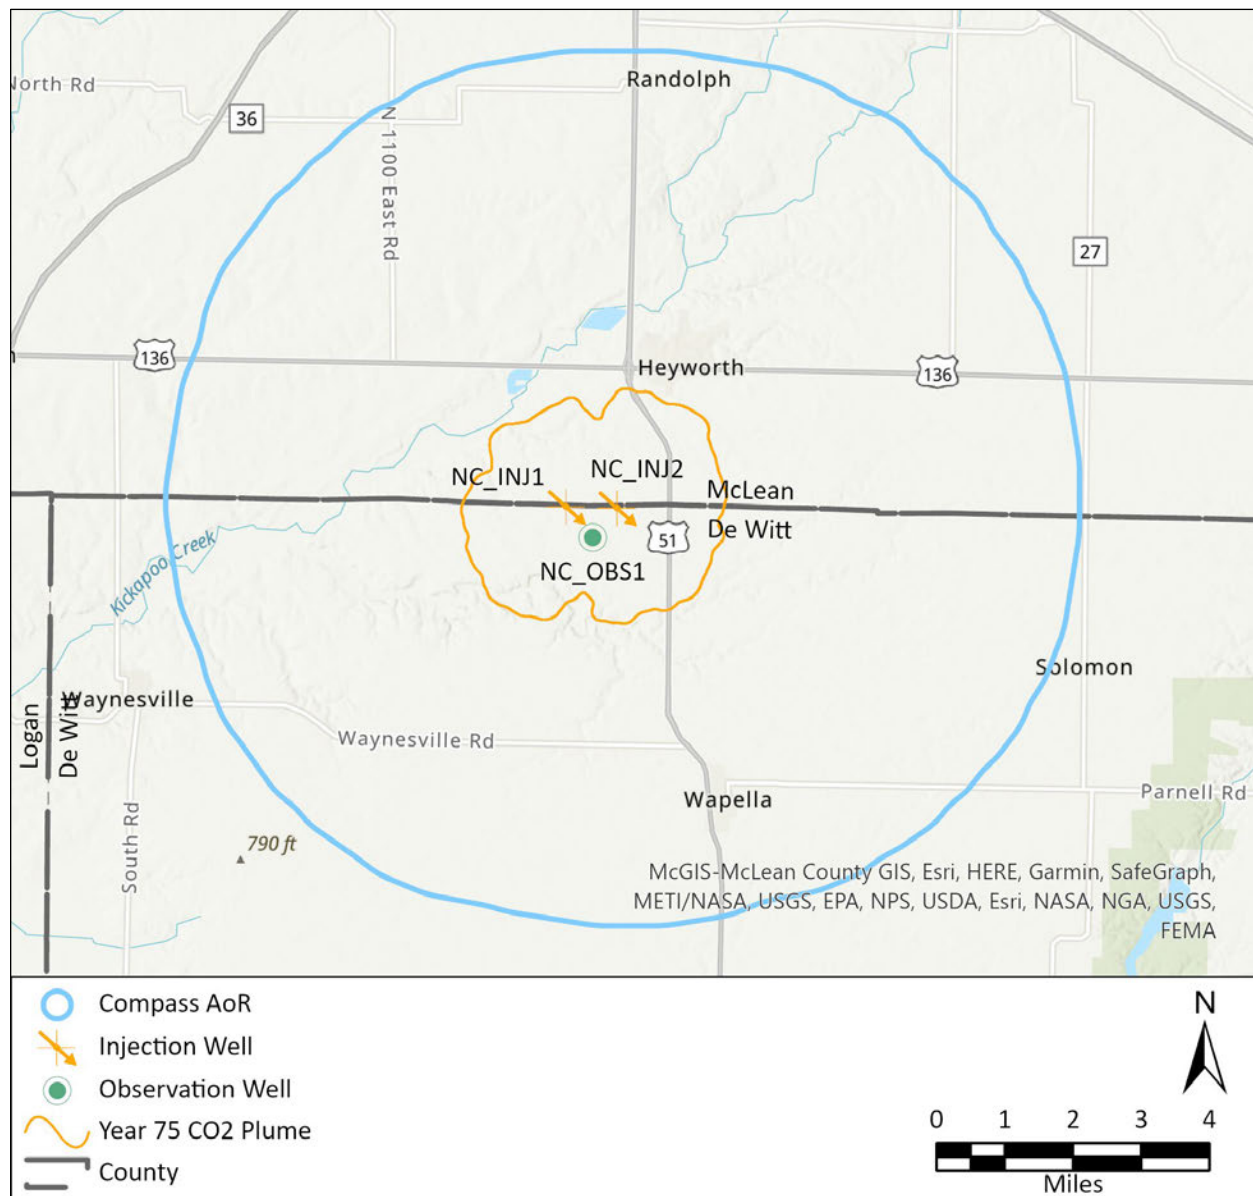 Randolph
North Rd
36
N 1100 East Rd
27
136
Heyworth
136
NC_INJ1
NC_INJ2
McLean
De Witt
51
NC_OBS1
Kickapoo Creek
Solomon
Waynesville
Logan
De Witt
Waynesville Rd
Wapella
Parnell Rd
South Rd
790 ft
McGIS-McLean County GIS, Esri, HERE, Garmin, SafeGraph,
METI/NASA, USGS, EPA, NPS, USDA, Esri, NASA, NGA, USGS,
FEMA
Compass AoR
Injection Well
Observation Well
Year 75 CO2 Plume
County
N
0 1 2 3 4
Miles